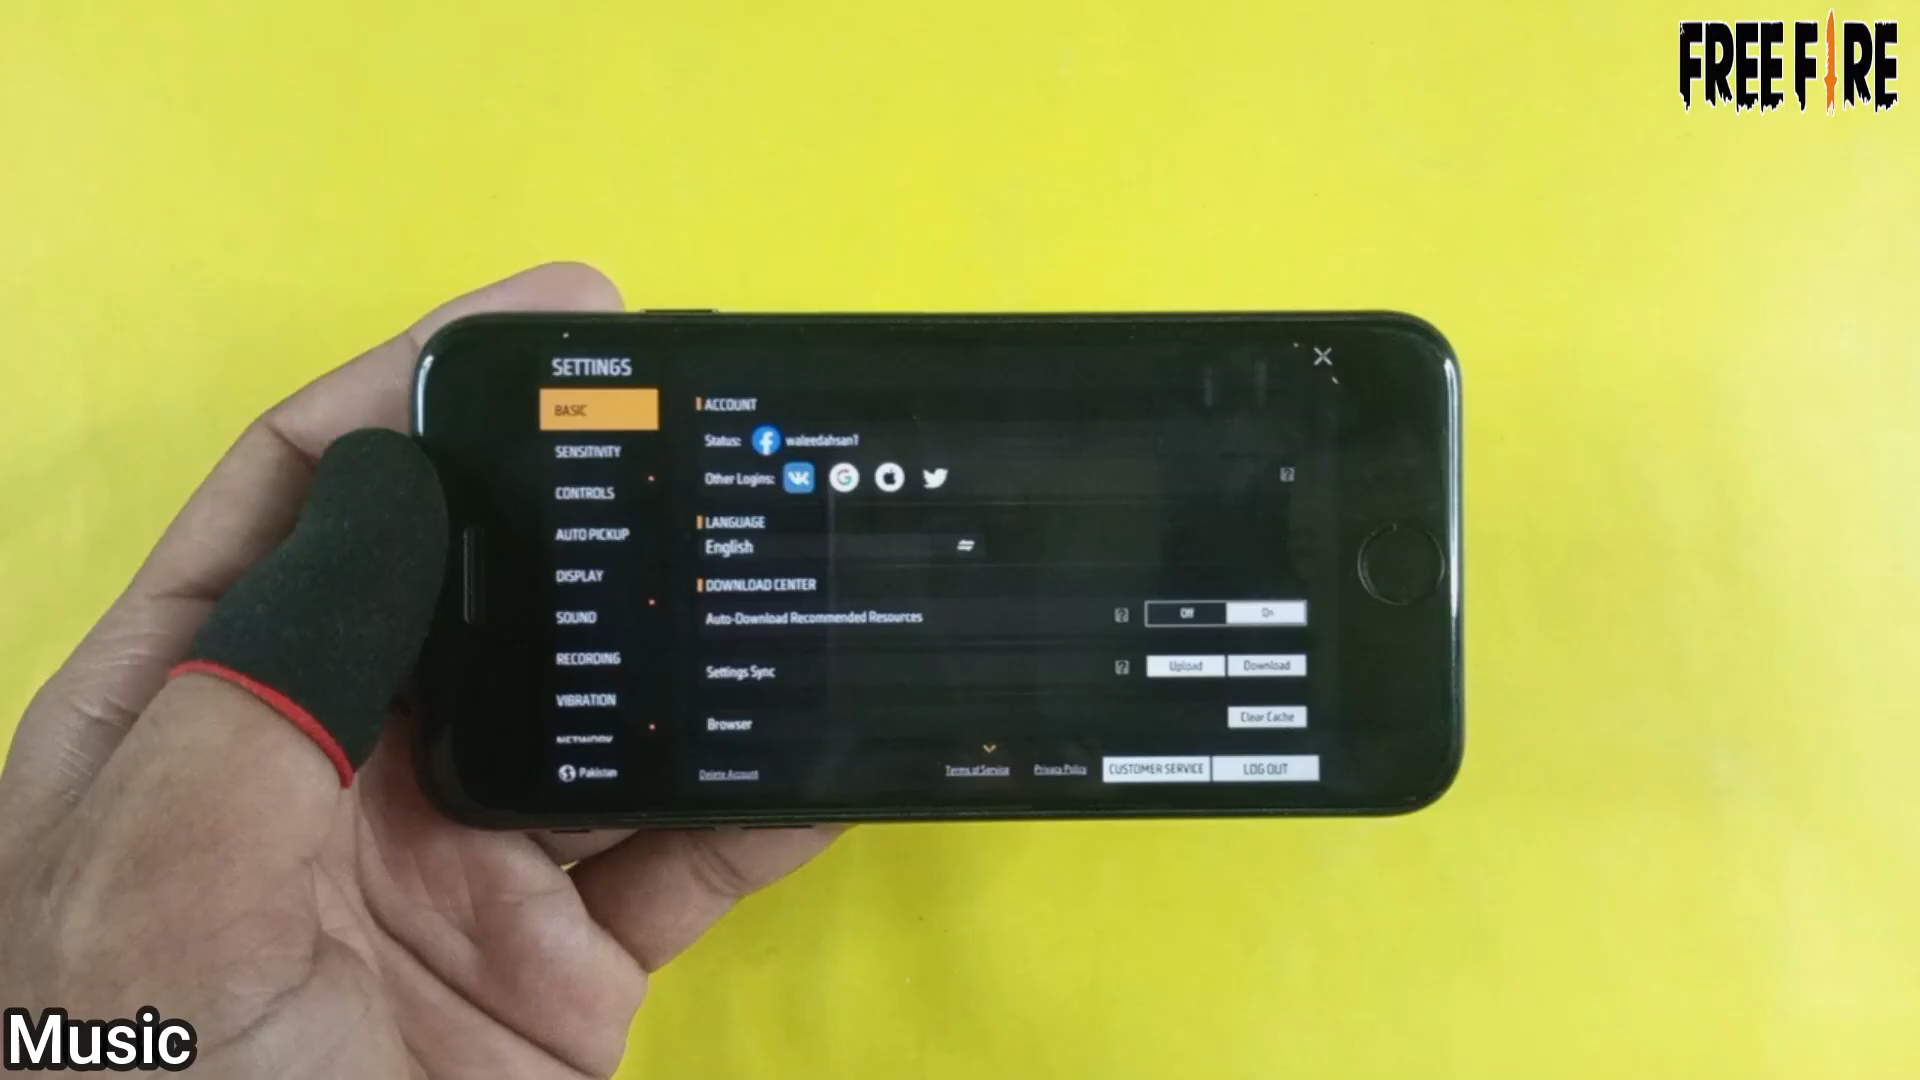 FREE FIRE
SETTINGS
BASIC
SENSITIVITY
CONTROLS
AUTO PICKUP
DISPLAY
SOUND
RECORDING
VIBRATION
NETWORK
Pakistan
ACCOUNT
Status: waleedahsan1
Other Logins:
LANGUAGE
English
DOWNLOAD CENTER
Auto-Download Recommended Resources
Off On
Settings Sync
Upload Download
Browser
Clear Cache
Delete Account
Terms of Service
Privacy Policy
CUSTOMER SERVICE
LOG OUT
Music